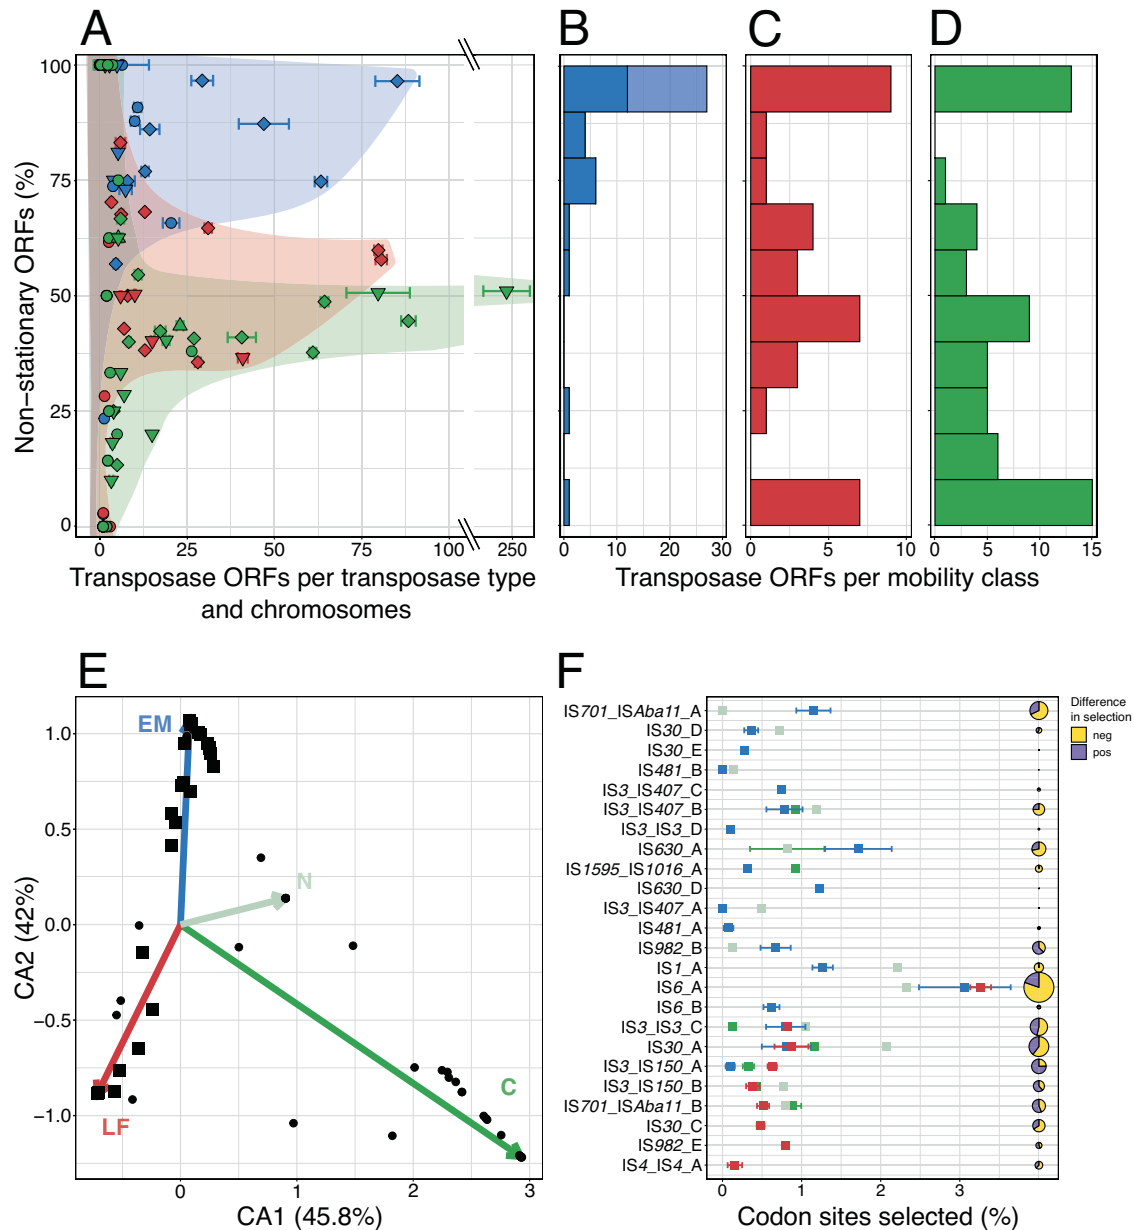 A
B
C
D
Non−stationary ORFs (%)
100
75
50
25
0
0 25 50 75 100 250
0 10 20 30
0 5 10
0 5 10 15
Transposase ORFs per transposase type
and chromosomes
Transposase ORFs per mobility class
E
EM
N
C
LF
CA2 (42%)
1.0
0.5
0.0
−0.5
−1.0
0 1 2 3
CA1 (45.8%)
F
Difference
in selection
neg
pos
IS701_ISAba11_A
IS30_D
IS30_E
IS481_B
IS3_IS407_C
IS3_IS407_B
IS3_IS3_D
IS630_A
IS1595_IS1016_A
IS630_D
IS3_IS407_A
IS481_A
IS982_B
IS1_A
IS6_A
IS6_B
IS3_IS3_C
IS30_A
IS3_IS150_A
IS3_IS150_B
IS701_ISAba11_B
IS30_C
IS982_E
IS4_IS4_A
0 1 2 3
Codon sites selected (%)